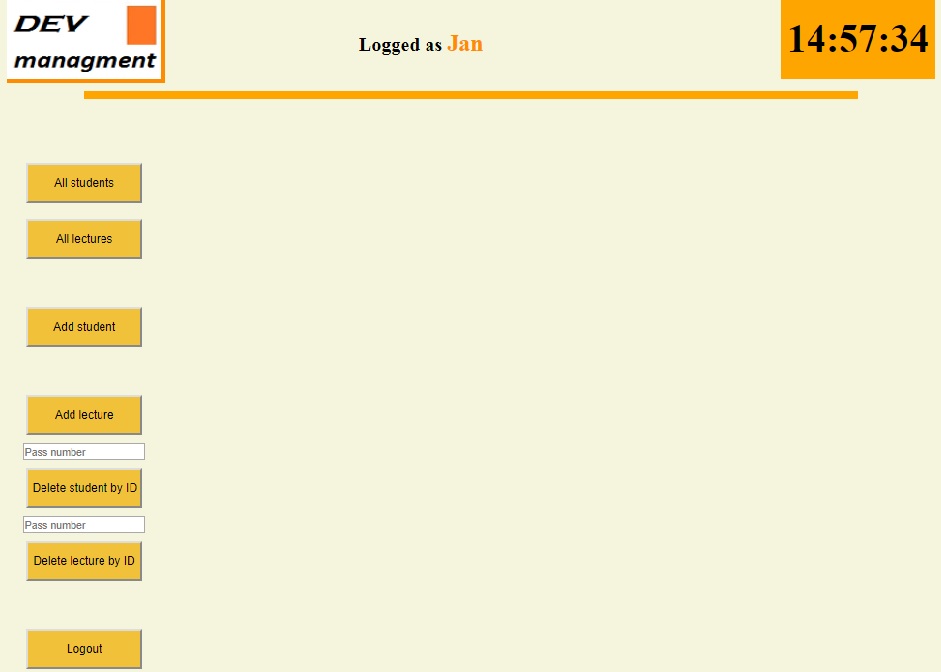 DEV
managment
Logged as Jan
14:57:34
All students
All lectures
Add student
Add lecture
Pass number
Delete student by ID
Pass number
Delete lecture by ID
Logout